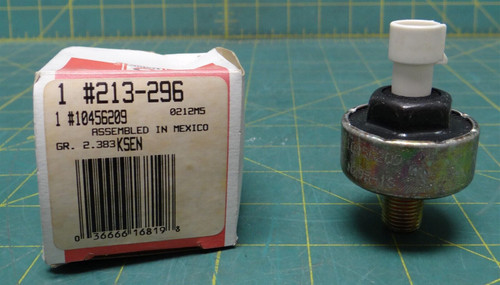 1 #213-296
1 #10456209 0212MS
ASSEMBLED IN MEXICO
GR. 2.383 KSEN
0 36666 16819 8